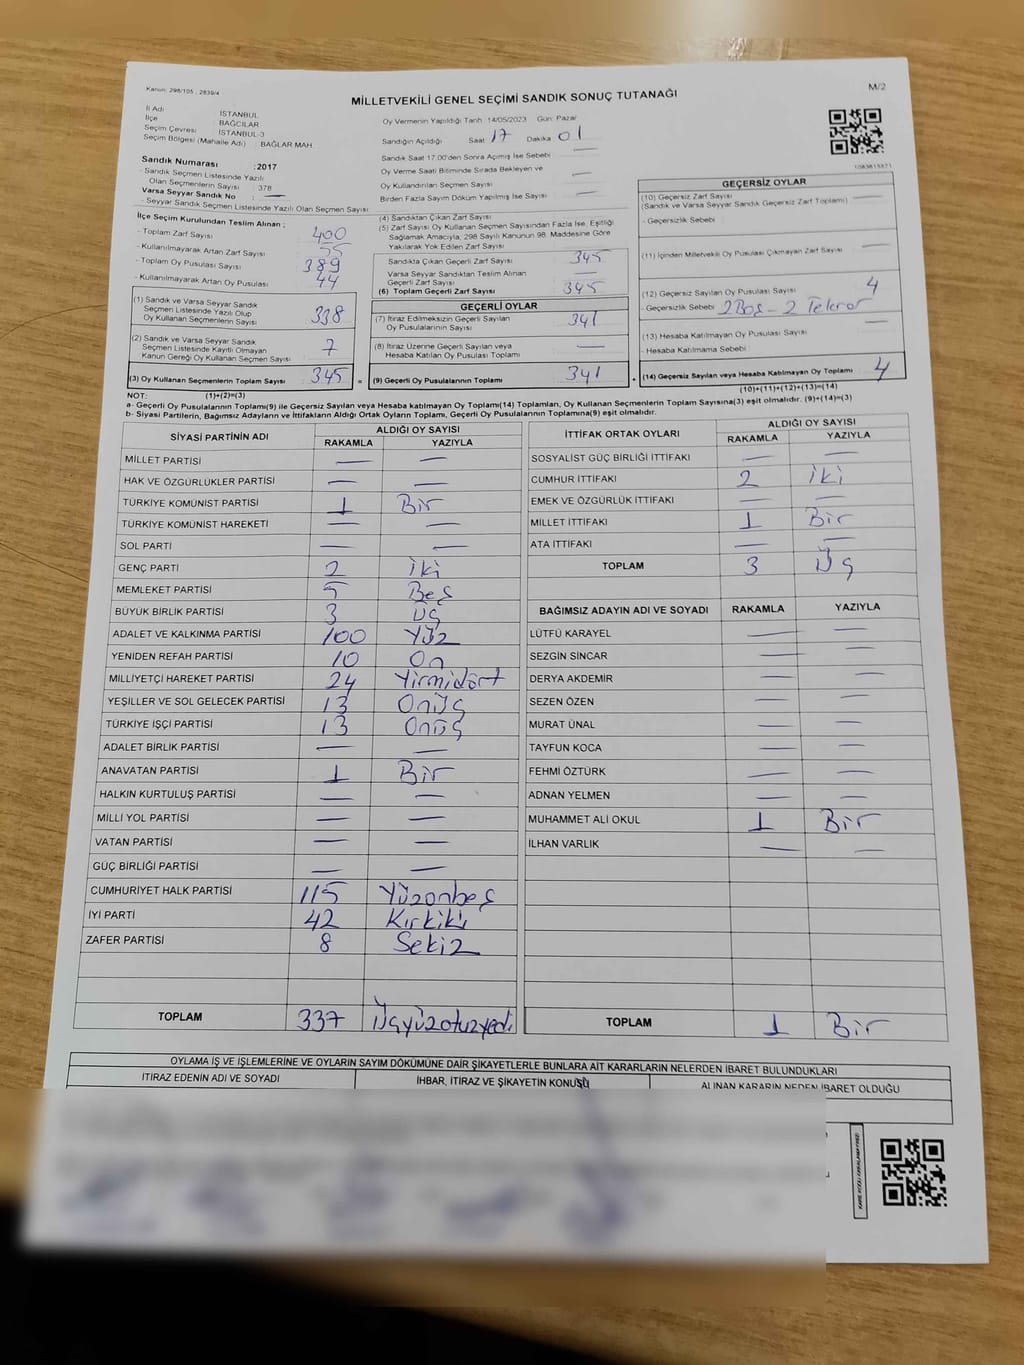 Kanun: 298/105 , 2839/4
M/2
MİLLETVEKİLİ GENEL SEÇİMİ SANDIK SONUÇ TUTANAĞI
İl Adı İSTANBUL
İlçe BAĞCILAR
Seçim Çevresi İSTANBUL-3
Seçim Bölgesi (Mahalle Adı) BAĞLAR MAH.
Sandık Numarası : 2017
- Sandık Seçmen Listesinde Yazılı
Olan Seçmenlerin Sayısı : 378
Varsa Seyyar Sandık No : —
- Seyyar Sandık Seçmen Listesinde Yazılı Olan Seçmen Sayısı
Oy Vermenin Yapıldığı Tarih :14/05/2023 Gün: Pazar
Sandığın Açıldığı Saat 17 Dakika 01
Sandık Saat 17.00'den Sonra Açılmış İse Sebebi —
Oy Verme Saati Bitiminde Sırada Bekleyen ve
Oy Kullandırılan Seçmen Sayısı —
Birden Fazla Sayım Döküm Yapılmış İse Sayısı —
İlçe Seçim Kurulundan Teslim Alınan ;
- Toplam Zarf Sayısı 400
- Kullanılmayarak Artan Zarf Sayısı 55
- Toplam Oy Pusulası Sayısı 389
- Kullanılmayarak Artan Oy Pusulası 44
(1) Sandık ve Varsa Seyyar Sandık
Seçmen Listesinde Yazılı Olup
Oy Kullanan Seçmenlerin Sayısı 338
(2) Sandık ve Varsa Seyyar Sandık
Seçmen Listesinde Kayıtlı Olmayan
Kanun Gereği Oy Kullanan Seçmen Sayısı 7
(3) Oy Kullanan Seçmenlerin Toplam Sayısı 345 =
(4) Sandıktan Çıkan Zarf Sayısı
(5) Zarf Sayısı Oy Kullanan Seçmen Sayısından Fazla İse, Eşitliği
Sağlamak Amacıyla, 298 Sayılı Kanunun 98. Maddesine Göre
Yakılarak Yok Edilen Zarf Sayısı
Sandıkta Çıkan Geçerli Zarf Sayısı 345
Varsa Seyyar Sandıktan Teslim Alınan
Geçerli Zarf Sayısı —
(6) Toplam Geçerli Zarf Sayısı 345
GEÇERLİ OYLAR
(7) İtiraz Edilmeksizin Geçerli Sayılan
Oy Pusulalarının Sayısı 341
(8) İtiraz Üzerine Geçerli Sayılan veya
Hesaba Katılan Oy Pusulası Toplamı —
(9) Geçerli Oy Pusulalarının Toplamı 341 +
GEÇERSİZ OYLAR
(10) Geçersiz Zarf Sayısı —
(Sandık ve Varsa Seyyar Sandık Geçersiz Zarf Toplamı)
- Geçersizlik Sebebi
(11) İçinden Milletvekili Oy Pusulası Çıkmayan Zarf Sayısı —
(12) Geçersiz Sayılan Oy Pusulası Sayısı 4
- Geçersizlik Sebebi 2 Boş - 2
(13) Hesaba Katılmayan Oy Pusulası Sayısı —
- Hesaba Katılmama Sebebi
(14) Geçersiz Sayılan veya Hesaba Katılmayan Oy Toplamı 4
NOT: (1)+(2)=(3) (10)+(11)+(12)+(13)=(14)
a- Geçerli Oy Pusulalarının Toplamı(9) ile Geçersiz Sayılan veya Hesaba Katılmayan Oy Toplamı(14) Toplamları, Oy Kullanan Seçmenlerin Toplam Sayısına(3) eşit olmalıdır. (9)+(14)=(3)
b- Siyasi Partilerin, Bağımsız Adayların ve İttifakların Aldığı Ortak Oyların Toplamı, Geçerli Oy Pusulalarının Toplamına(9) eşit olmalıdır.
SİYASİ PARTİNİN ADI ALDIĞI OY SAYISI
RAKAMLA YAZIYLA
MİLLET PARTİSİ — —
HAK VE ÖZGÜRLÜKLER PARTİSİ — —
TÜRKİYE KOMÜNİST PARTİSİ 1 Bir
TÜRKİYE KOMÜNİST HAREKETİ — —
SOL PARTİ — —
GENÇ PARTİ 2 İki
MEMLEKET PARTİSİ 5 Beş
BÜYÜK BİRLİK PARTİSİ 3 Üç
ADALET VE KALKINMA PARTİSİ 100 Yüz
YENİDEN REFAH PARTİSİ 10 On
MİLLİYETÇİ HAREKET PARTİSİ 24 Yirmidört
YEŞİLLER VE SOL GELECEK PARTİSİ 13 Onüç
TÜRKİYE İŞÇİ PARTİSİ 13 Onüç
ADALET BİRLİK PARTİSİ — —
ANAVATAN PARTİSİ 1 Bir
HALKIN KURTULUŞ PARTİSİ — —
MİLLİ YOL PARTİSİ — —
VATAN PARTİSİ — —
GÜÇ BİRLİĞİ PARTİSİ — —
CUMHURİYET HALK PARTİSİ 115 Yüzonbeş
İYİ PARTİ 42 Kırkiki
ZAFER PARTİSİ 8 Sekiz
TOPLAM 337 Üçyüzotuzyedi
İTTİFAK ORTAK OYLARI ALDIĞI OY SAYISI
RAKAMLA YAZIYLA
SOSYALİST GÜÇ BİRLİĞİ İTTİFAKI — —
CUMHUR İTTİFAKI 2 İki
EMEK VE ÖZGÜRLÜK İTTİFAKI — —
MİLLET İTTİFAKI 1 Bir
ATA İTTİFAKI — —
TOPLAM 3 Üç
BAĞIMSIZ ADAYIN ADI VE SOYADI RAKAMLA YAZIYLA
LÜTFÜ KARAYEL — —
SEZGİN SİNCAR — —
DERYA AKDEMİR — —
SEZEN ÖZEN — —
MURAT ÜNAL — —
TAYFUN KOCA — —
FEHMİ ÖZTÜRK — —
ADNAN YELMEN — —
MUHAMMET ALİ OKUL 1 Bir
İLHAN VARLIK — —
TOPLAM 1 Bir
OYLAMA İŞ VE İŞLEMLERİNE VE OYLARIN SAYIM DÖKÜMÜNE DAİR ŞİKAYETLERLE BUNLARA AİT KARARLARIN NELERDEN İBARET BULUNDUKLARI
İTİRAZ EDENİN ADI VE SOYADI İHBAR, İTİRAZ VE ŞİKAYETİN KONUSU ALINAN KARARIN NEDEN İBARET OLDUĞU